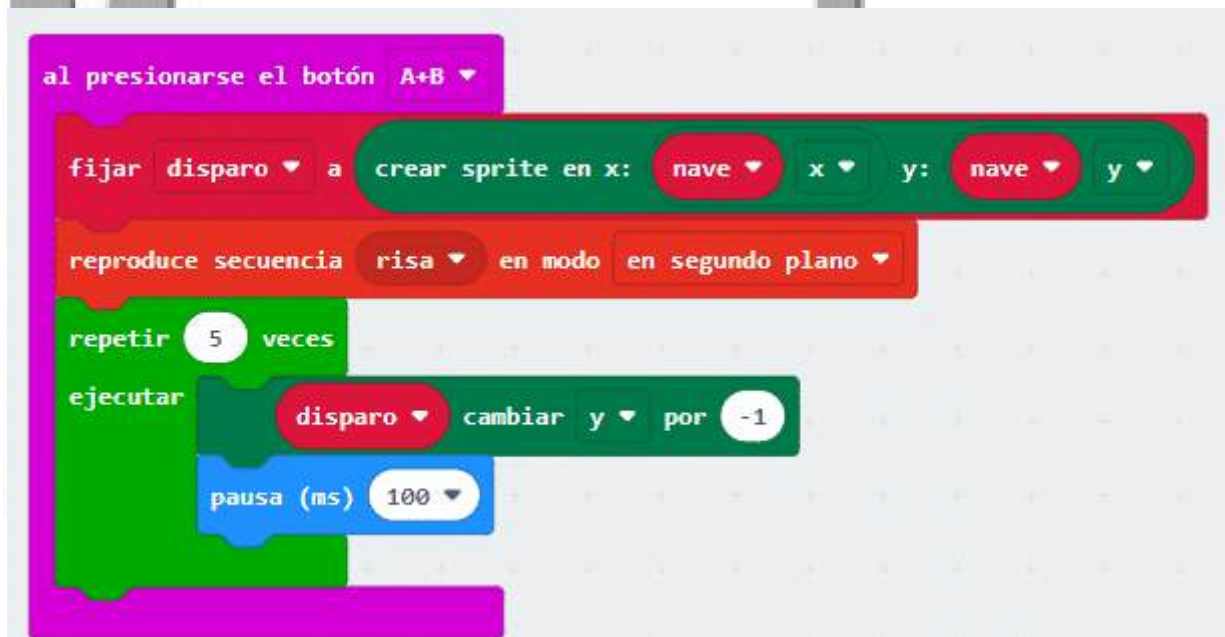 al presionarse el botón A+B
fijar disparo a crear sprite en x: nave x y: nave y
reproduce secuencia risa en modo en segundo plano
repetir 5 veces
ejecutar
disparo cambiar y por -1
pausa (ms) 100